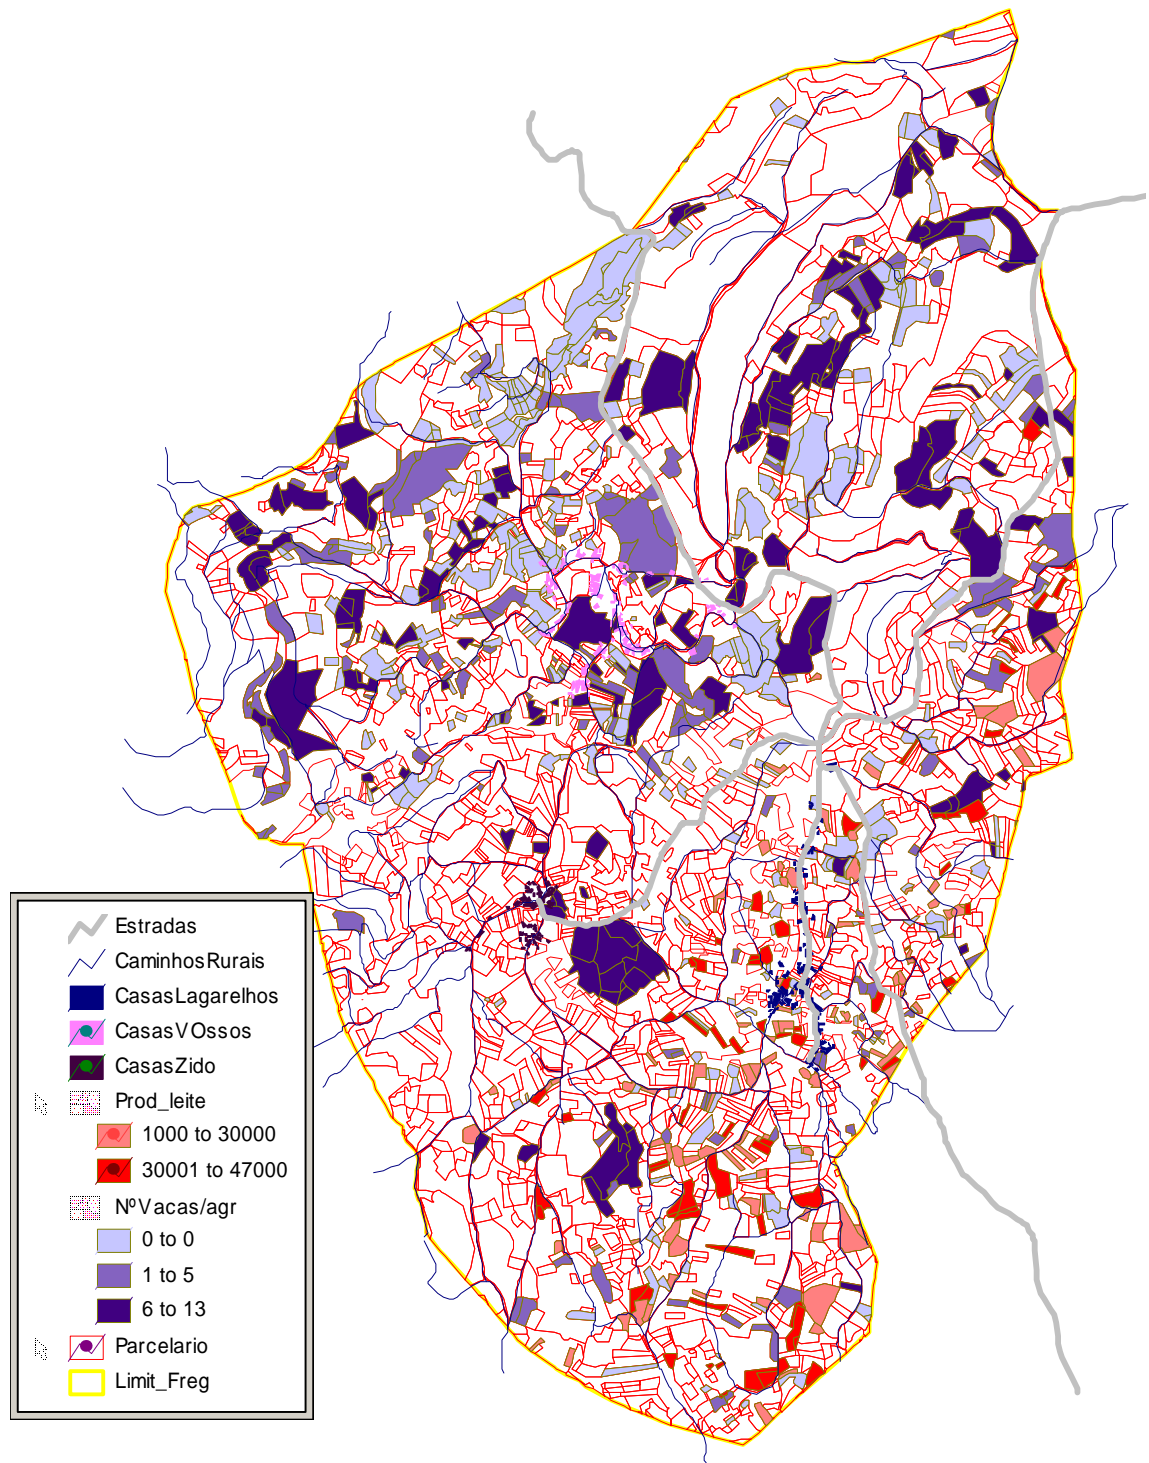 Estradas
CaminhosRurais
CasasLagarelhos
CasasVOssos
CasasZido
Prod_leite
1000 to 30000
30001 to 47000
NºVacas/agr
0 to 0
1 to 5
6 to 13
Parcelario
Limit_Freg